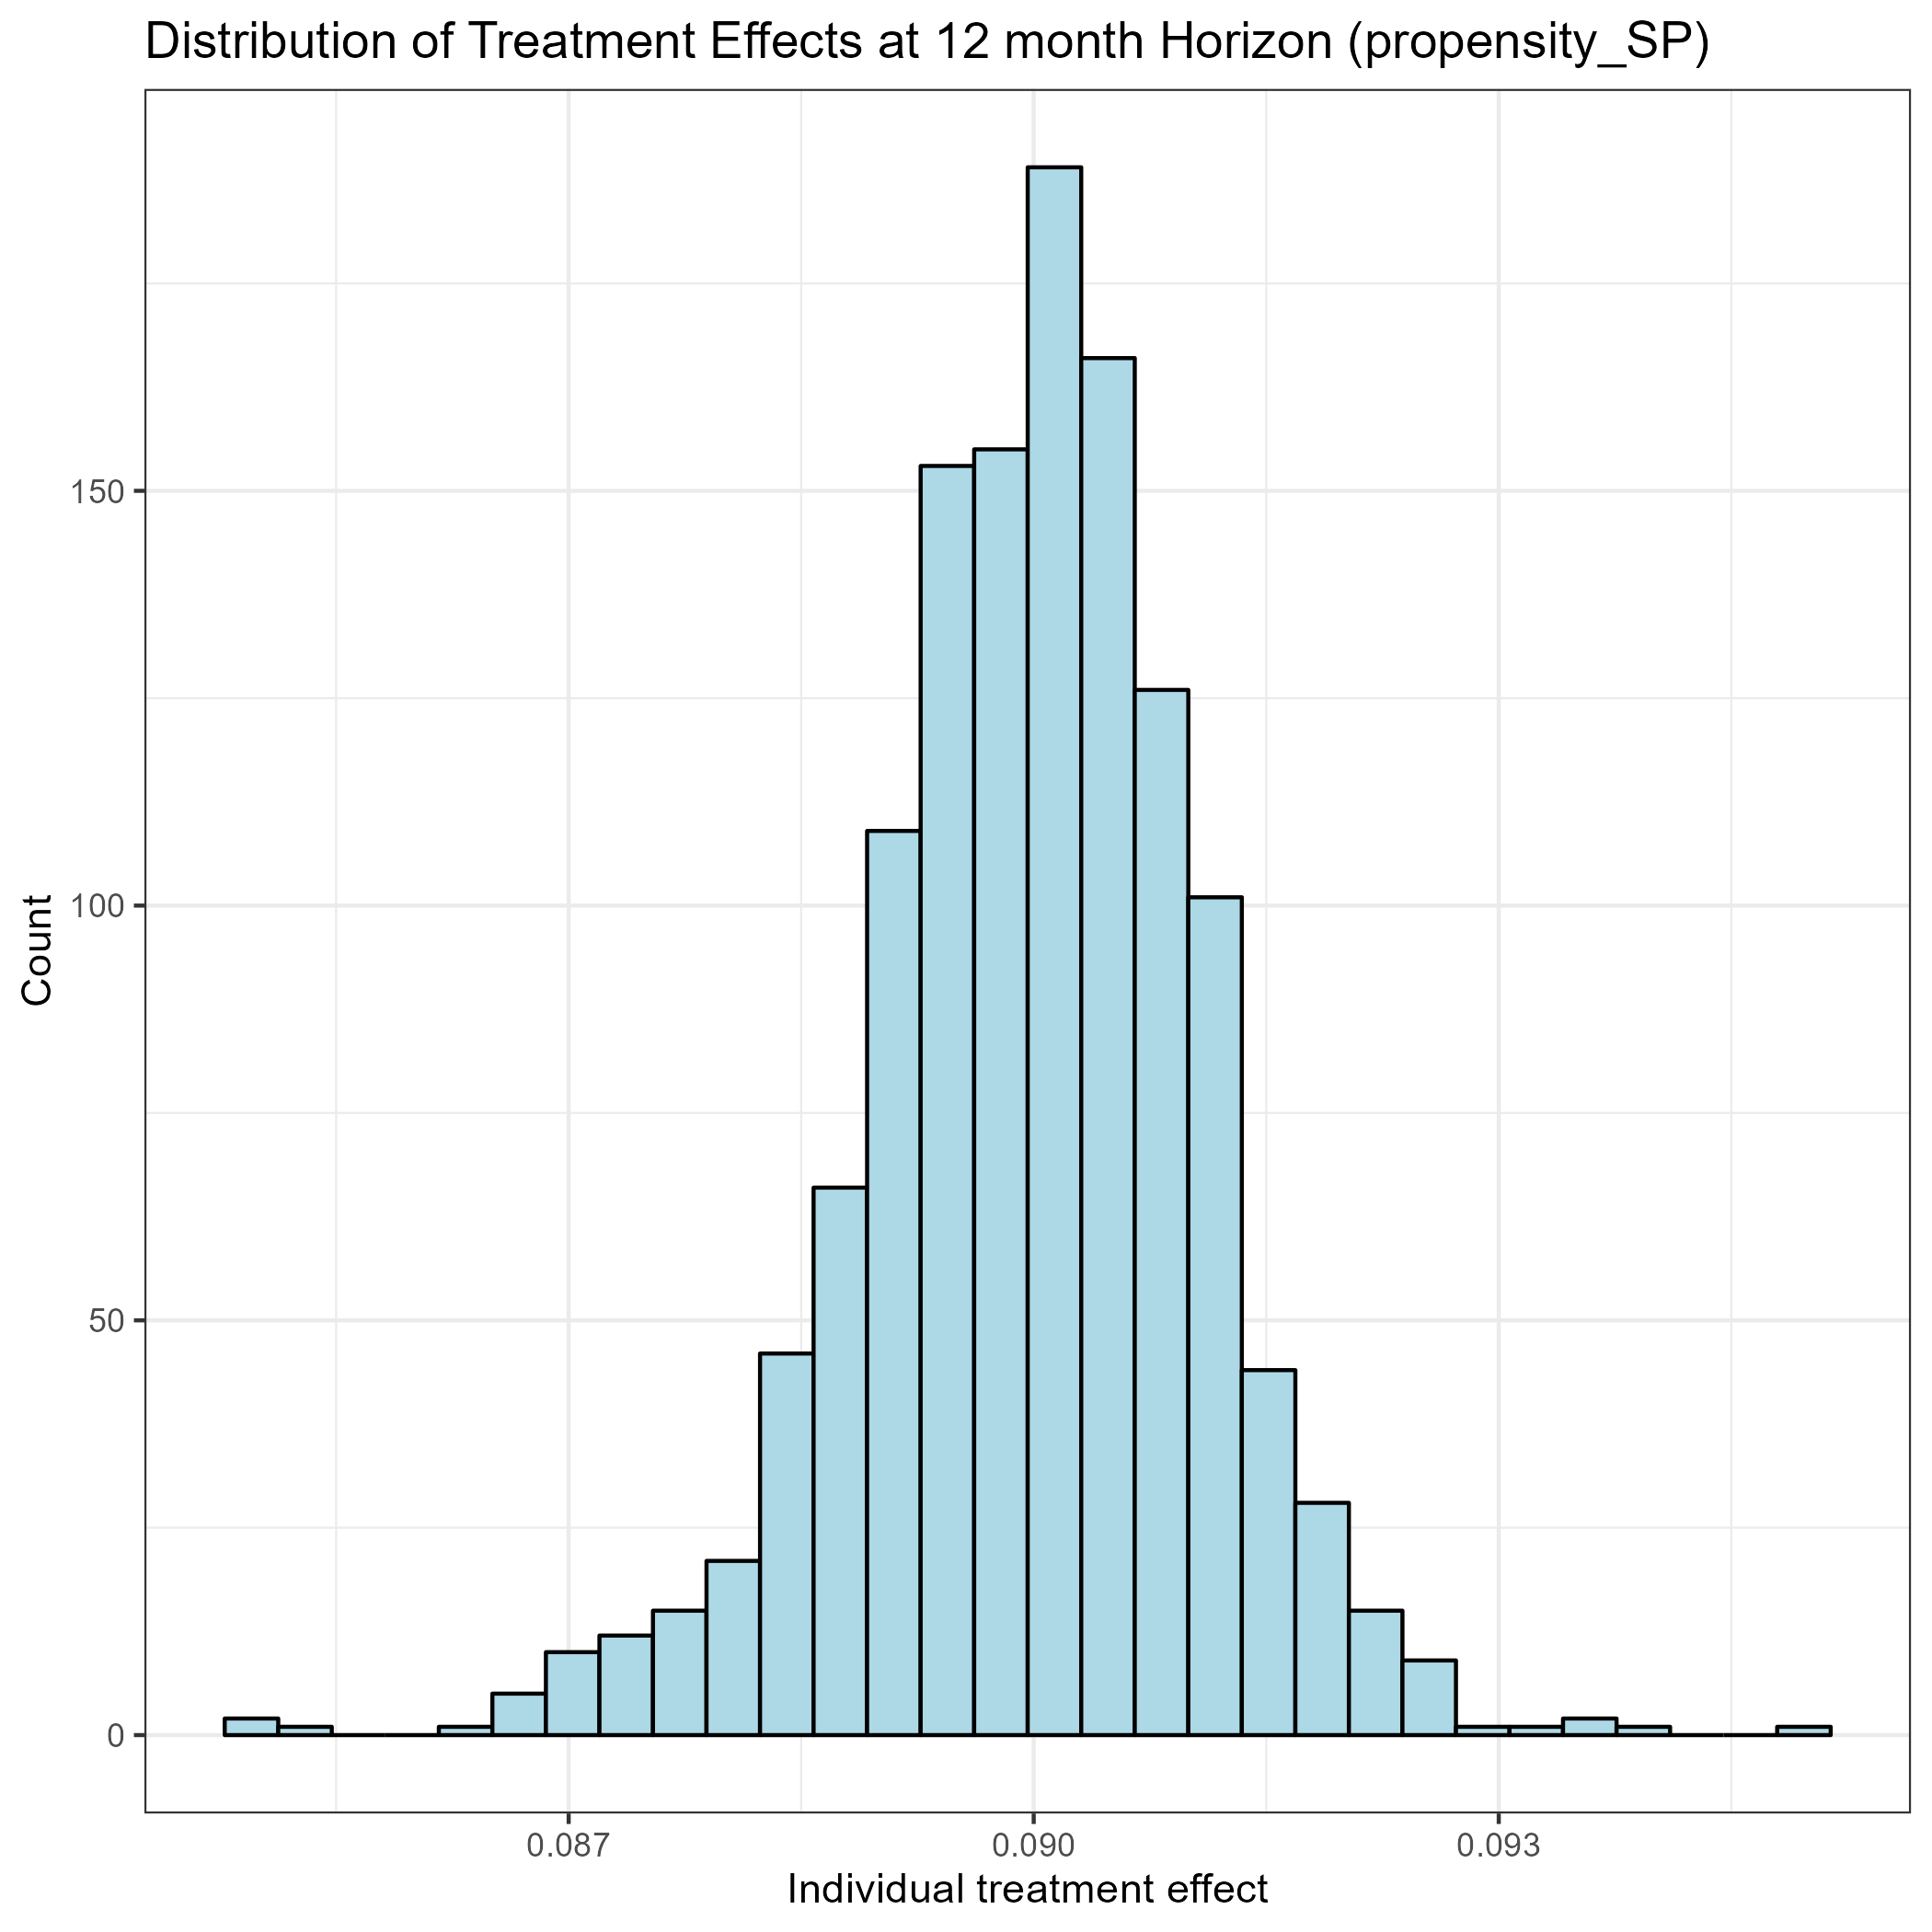 Distribution of Treatment Effects at 12 month Horizon (propensity_SP)
150
100
50
0
Count
0.087 0.090 0.093
Individual treatment effect